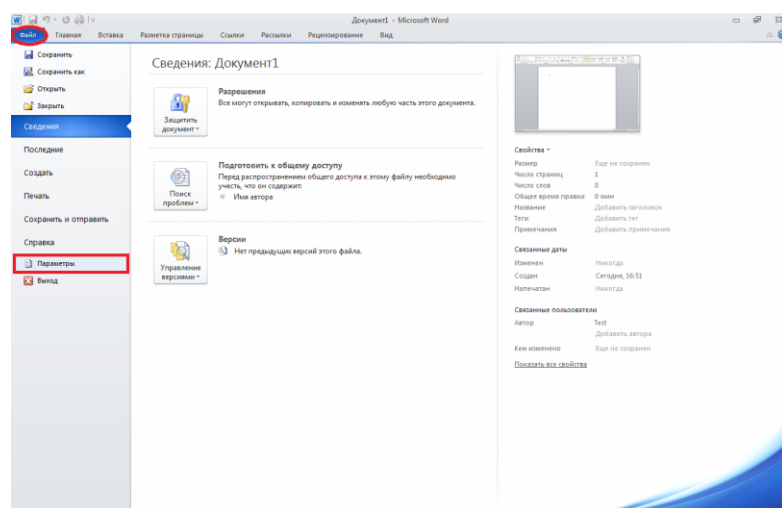 Документ1 - Microsoft Word
Файл Главная Вставка Разметка страницы Ссылки Рассылки Рецензирование Вид
Сохранить
Сохранить как
Открыть
Закрыть
Сведения
Последние
Создать
Печать
Сохранить и отправить
Справка
Параметры
Выход
Сведения: Документ1
Защитить
документ
Разрешения
Все могут открывать, копировать и изменять любую часть этого документа.
Поиск
проблем
Подготовить к общему доступу
Перед распространением общего доступа к этому файлу необходимо
учесть, что он содержит:
Имя автора
Управление
версиями
Версии
Нет предыдущих версий этого файла.
Свойства
Размер Еще не сохранен
Число страниц 1
Число слов 0
Общее время правки 0 мин
Название Добавить заголовок
Теги Добавить тег
Примечания Добавить примечания
Связанные даты
Изменен Никогда
Создан Сегодня, 16:51
Напечатан Никогда
Связанные пользователи
Автор Test
Добавить автора
Кем изменено Еще не сохранен
Показать все свойства